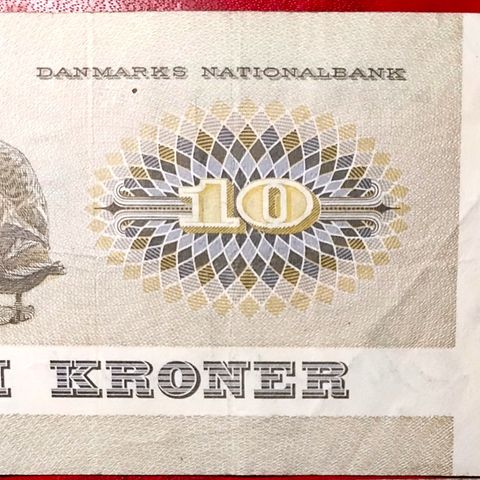 DANMARKS NATIONALBANK
10
I KRONER